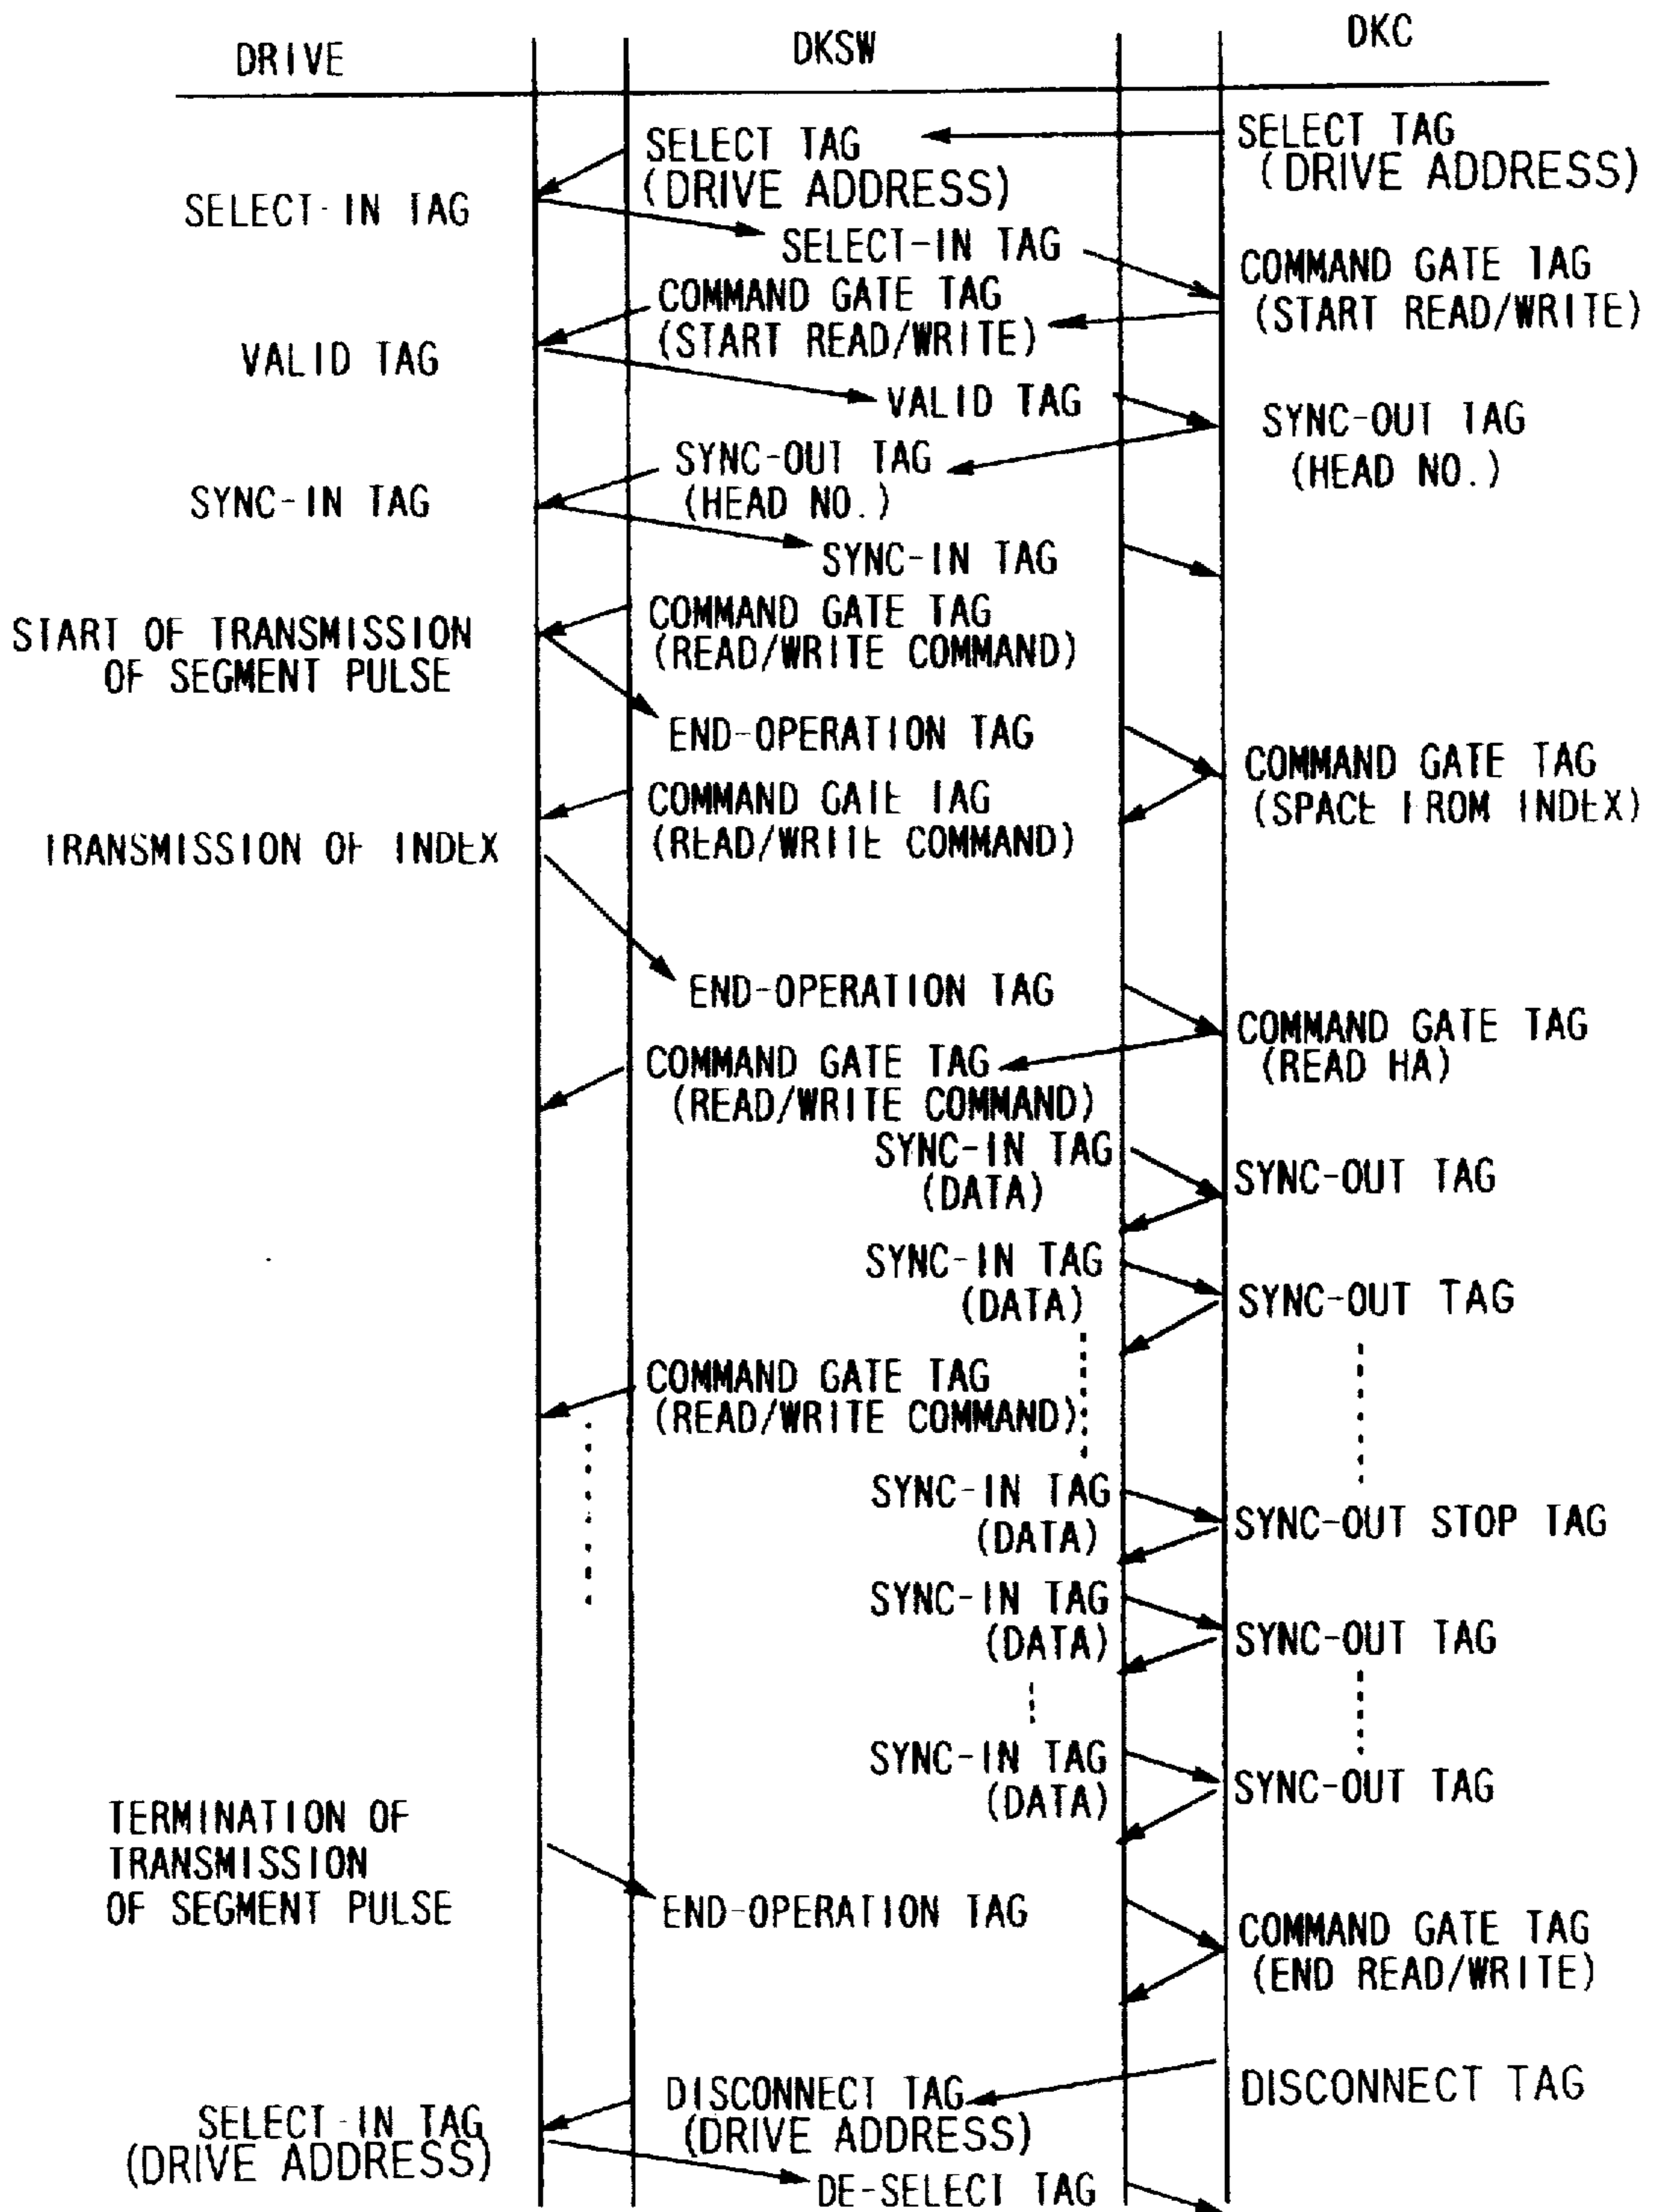 DRIVE DKSW DKC
SELECT TAG SELECT TAG
(DRIVE ADDRESS) (DRIVE ADDRESS)
SELECT-IN TAG
SELECT-IN TAG
COMMAND GATE TAG
(START READ/WRITE)
COMMAND GATE TAG
(START READ/WRITE)
VALID TAG
VALID TAG
SYNC-OUT TAG
(HEAD NO.)
SYNC-OUT TAG
(HEAD NO.)
SYNC-IN TAG
SYNC-IN TAG
COMMAND GATE TAG
(READ/WRITE COMMAND)
START OF TRANSMISSION
OF SEGMENT PULSE
END-OPERATION TAG
COMMAND GATE TAG
(SPACE FROM INDEX)
COMMAND GATE TAG
(READ/WRITE COMMAND)
TRANSMISSION OF INDEX
END-OPERATION TAG
COMMAND GATE TAG
(READ HA)
COMMAND GATE TAG
(READ/WRITE COMMAND)
SYNC-IN TAG
(DATA)
SYNC-OUT TAG
SYNC-IN TAG
(DATA)
SYNC-OUT TAG
COMMAND GATE TAG
(READ/WRITE COMMAND)
SYNC-IN TAG
(DATA)
SYNC-OUT STOP TAG
SYNC-IN TAG
(DATA)
SYNC-OUT TAG
SYNC-IN TAG
(DATA)
SYNC-OUT TAG
TERMINATION OF
TRANSMISSION
OF SEGMENT PULSE
END-OPERATION TAG
COMMAND GATE TAG
(END READ/WRITE)
DISCONNECT TAG
DISCONNECT TAG
(DRIVE ADDRESS)
SELECT-IN TAG
(DRIVE ADDRESS)
DE-SELECT TAG